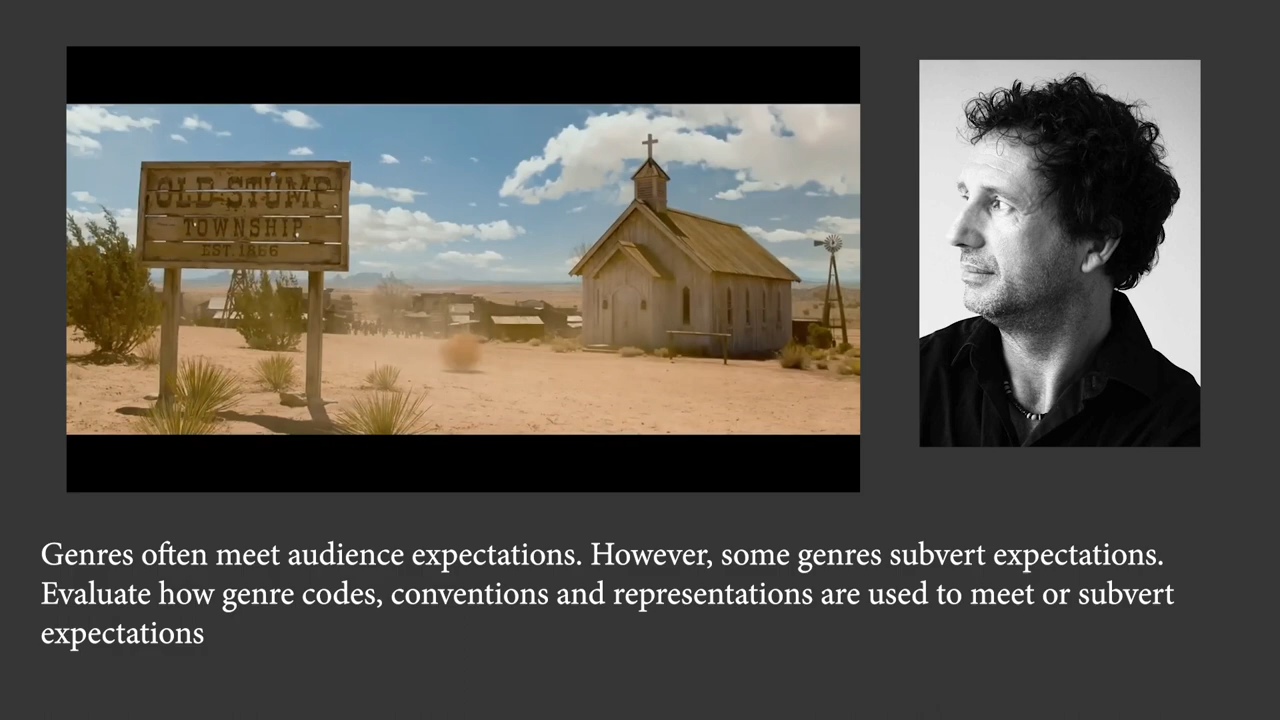 OLD STUMP
TOWNSHIP
EST. 1866
Genres often meet audience expectations. However, some genres subvert expectations.
Evaluate how genre codes, conventions and representations are used to meet or subvert
expectations